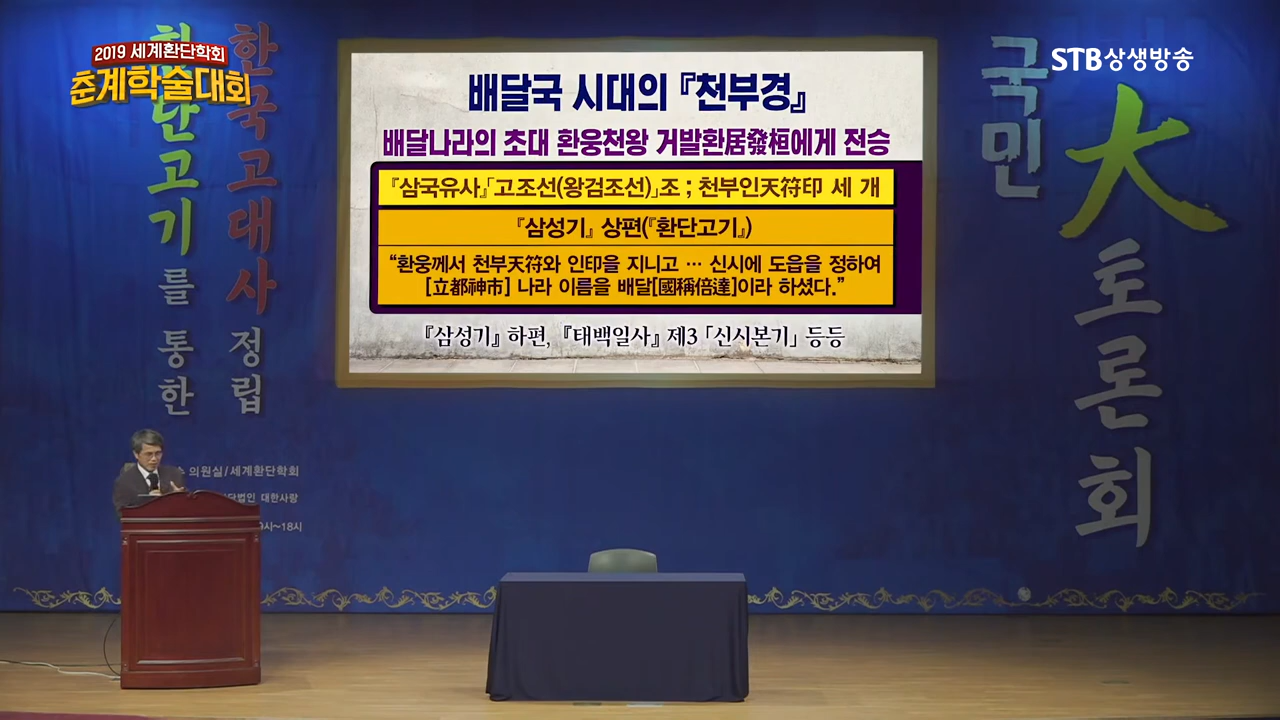 2019 세계환단학회
춘계학술대회
STB상생방송
한국고대사 정립
환단고기를 통한
국민
大
토론회
배달국 시대의 『천부경』
배달나라의 초대 환웅천왕 거발환居發桓에게 전승
『삼국유사』「고조선(왕검조선)」조 ; 천부인天符印 세 개
『삼성기』 상편(『환단고기』)
“환웅께서 천부天符와 인印을 지니고 … 신시에 도읍을 정하여
[立都神市] 나라 이름을 배달[國稱倍達]이라 하셨다.”
『삼성기』 하편, 『태백일사』 제3 「신시본기」 등등
의원실/세계환단학회
단법인 대한사랑
~18시